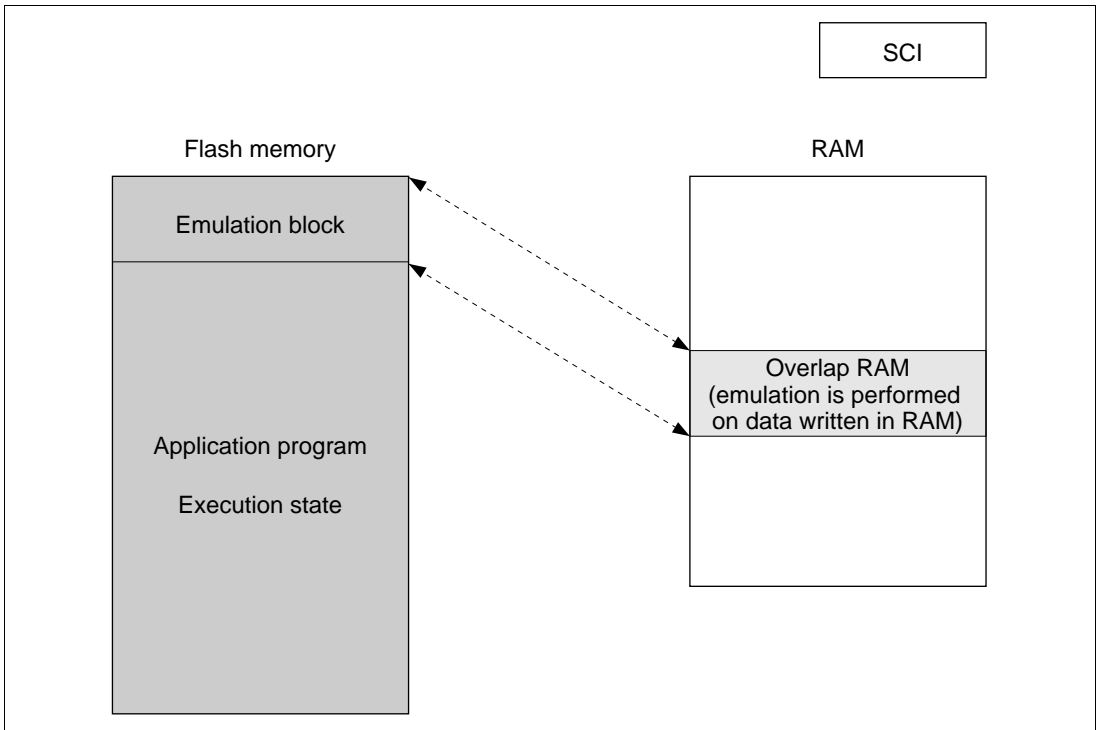 SCI
Flash memory
RAM
Emulation block
Overlap RAM
(emulation is performed
on data written in RAM)
Application program
Execution state